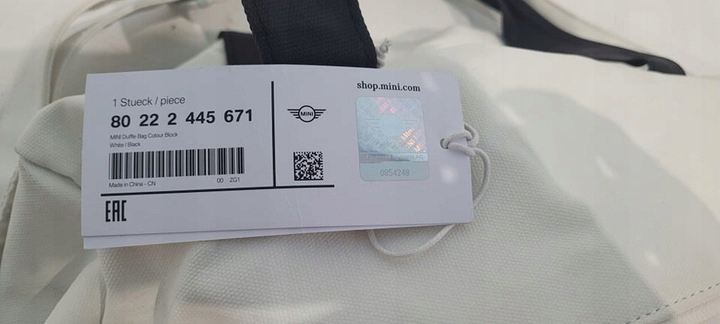 1 Stueck / piece
80 22 2 445 671
MINI Duffle Bag Colour Block
White / Black
Made in China - CN 00 ZG1
EAC
MINI
shop.mini.com
0954249